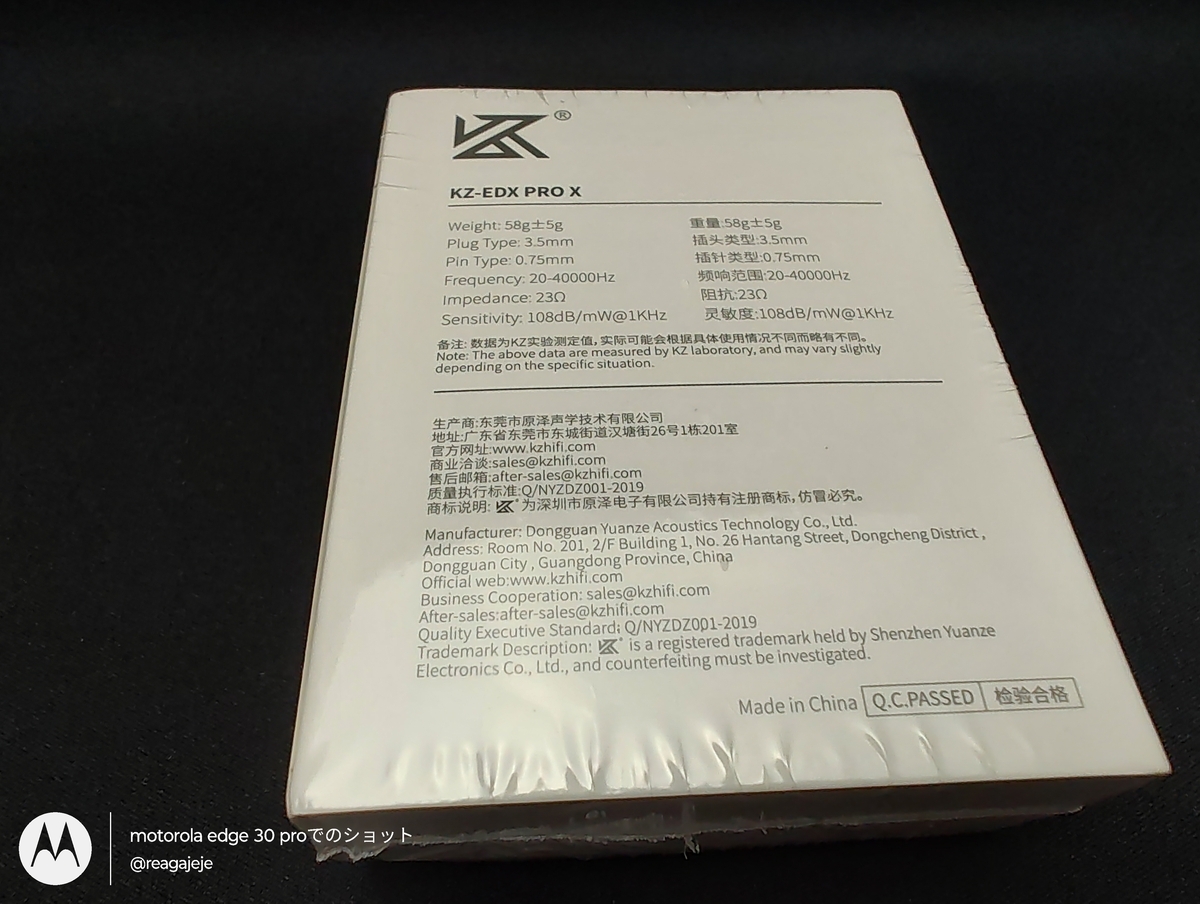 KZ®
KZ-EDX PRO X
Weight: 58g±5g
Plug Type: 3.5mm
Pin Type: 0.75mm
Frequency: 20-40000Hz
Impedance: 23Ω
Sensitivity: 108dB/mW@1KHz
重量:58g±5g
插头类型:3.5mm
插针类型:0.75mm
频响范围:20-40000Hz
阻抗:23Ω
灵敏度:108dB/mW@1KHz
备注: 数据为KZ实验测定值,实际可能会根据具体使用情况不同而略有不同。
Note: The above data are measured by KZ laboratory, and may vary slightly
depending on the specific situation.
生产商:东莞市原泽声学技术有限公司
地址:广东省东莞市东城街道汉塘街26号1栋201室
官方网址:www.kzhifi.com
商业洽谈:sales@kzhifi.com
售后邮箱:after-sales@kzhifi.com
质量执行标准:Q/NYZDZ001-2019
商标说明: KZ® 为深圳市原泽电子有限公司持有注册商标,仿冒必究。
Manufacturer: Dongguan Yuanze Acoustics Technology Co., Ltd.
Address: Room No. 201, 2/F Building 1, No. 26 Hantang Street, Dongcheng District ,
Dongguan City , Guangdong Province, China
Official web:www.kzhifi.com
Business Cooperation: sales@kzhifi.com
After-sales:after-sales@kzhifi.com
Quality Executive Standard: Q/NYZDZ001-2019
Trademark Description: KZ® is a registered trademark held by Shenzhen Yuanze
Electronics Co., Ltd., and counterfeiting must be investigated.
Made in China Q.C.PASSED 检验合格
motorola edge 30 proでのショット
@reagajeje